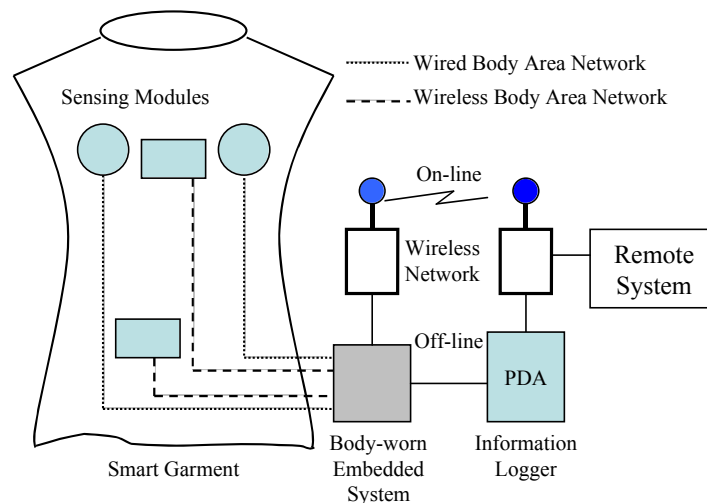 Wired Body Area Network
Wireless Body Area Network
Sensing Modules
On-line
Wireless
Network
Remote
System
Off-line
PDA
Body-worn
Embedded
System
Information
Logger
Smart Garment